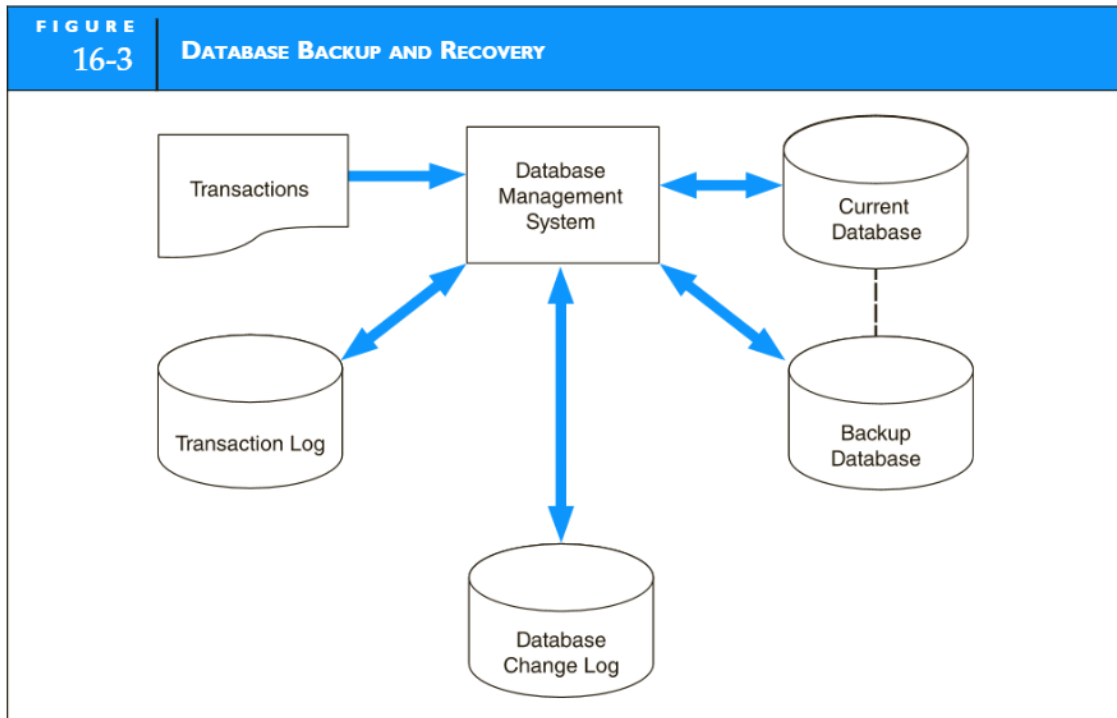 FIGURE
16-3
DATABASE BACKUP AND RECOVERY
Transactions
Database
Management
System
Current
Database
Transaction Log
Backup
Database
Database
Change Log